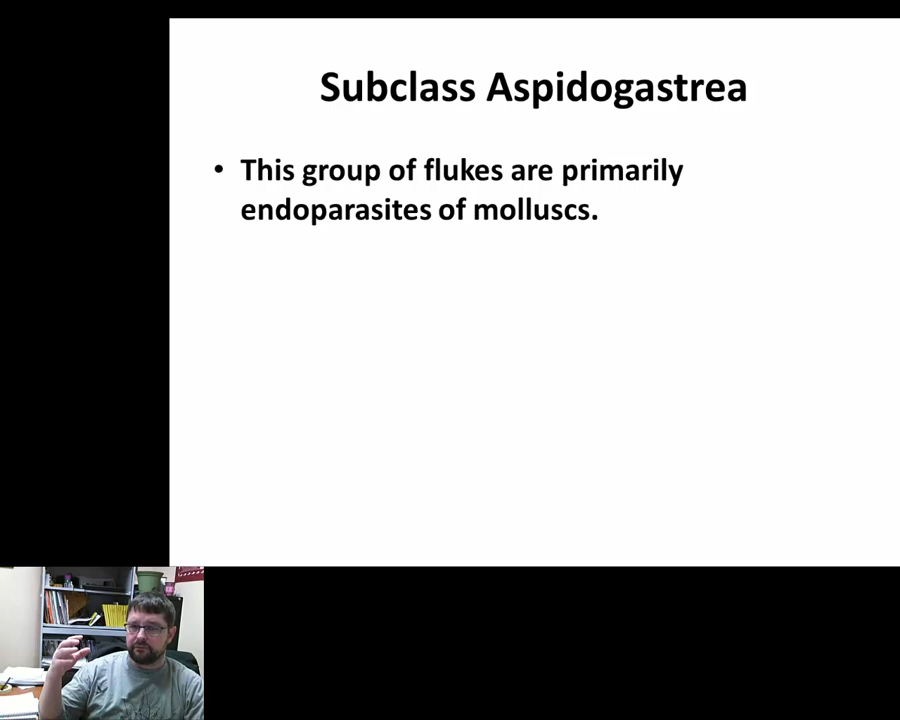 Subclass Aspidogastrea
• This group of flukes are primarily
endoparasites of molluscs.